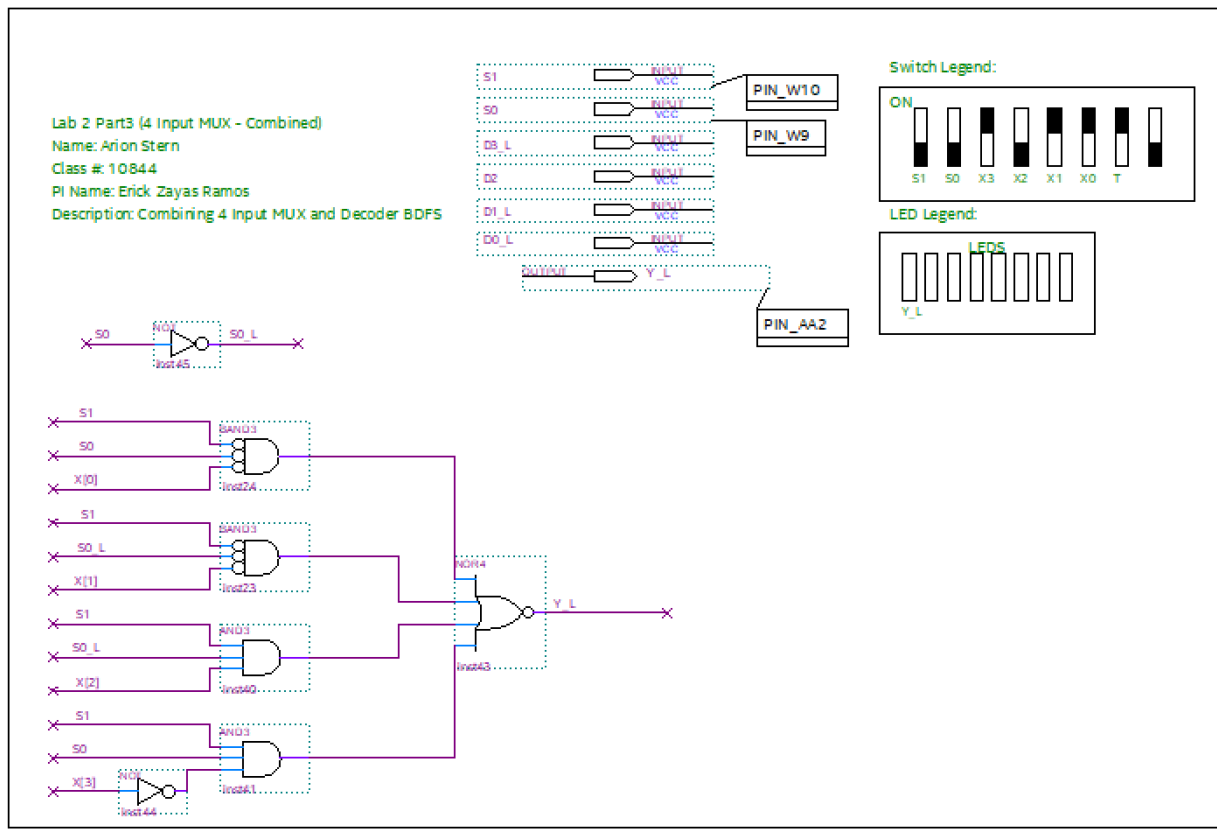 Lab 2 Part3 (4 Input MUX - Combined)
Name: Arion Stern
Class #: 10844
PI Name: Erick Zayas Ramos
Description: Combining 4 Input MUX and Decoder BDFS
S1
INPUT
VCC
S0
INPUT
VCC
D3_L
INPUT
VCC
D2
INPUT
VCC
D1_L
INPUT
VCC
D0_L
INPUT
VCC
OUTPUT
Y_L
PIN_W10
PIN_W9
PIN_AA2
Switch Legend:
ON
S1 S0 X3 X2 X1 X0 T
LED Legend:
LEDS
Y_L
S0
NOT
S0_L
inst45
S1
S0
X[0]
BAND3
inst24
S1
S0_L
X[1]
BAND3
inst23
S1
S0_L
X[2]
AND3
inst40
S1
S0
X[3]
NOT
inst44
AND3
inst41
NOR4
Y_L
inst43